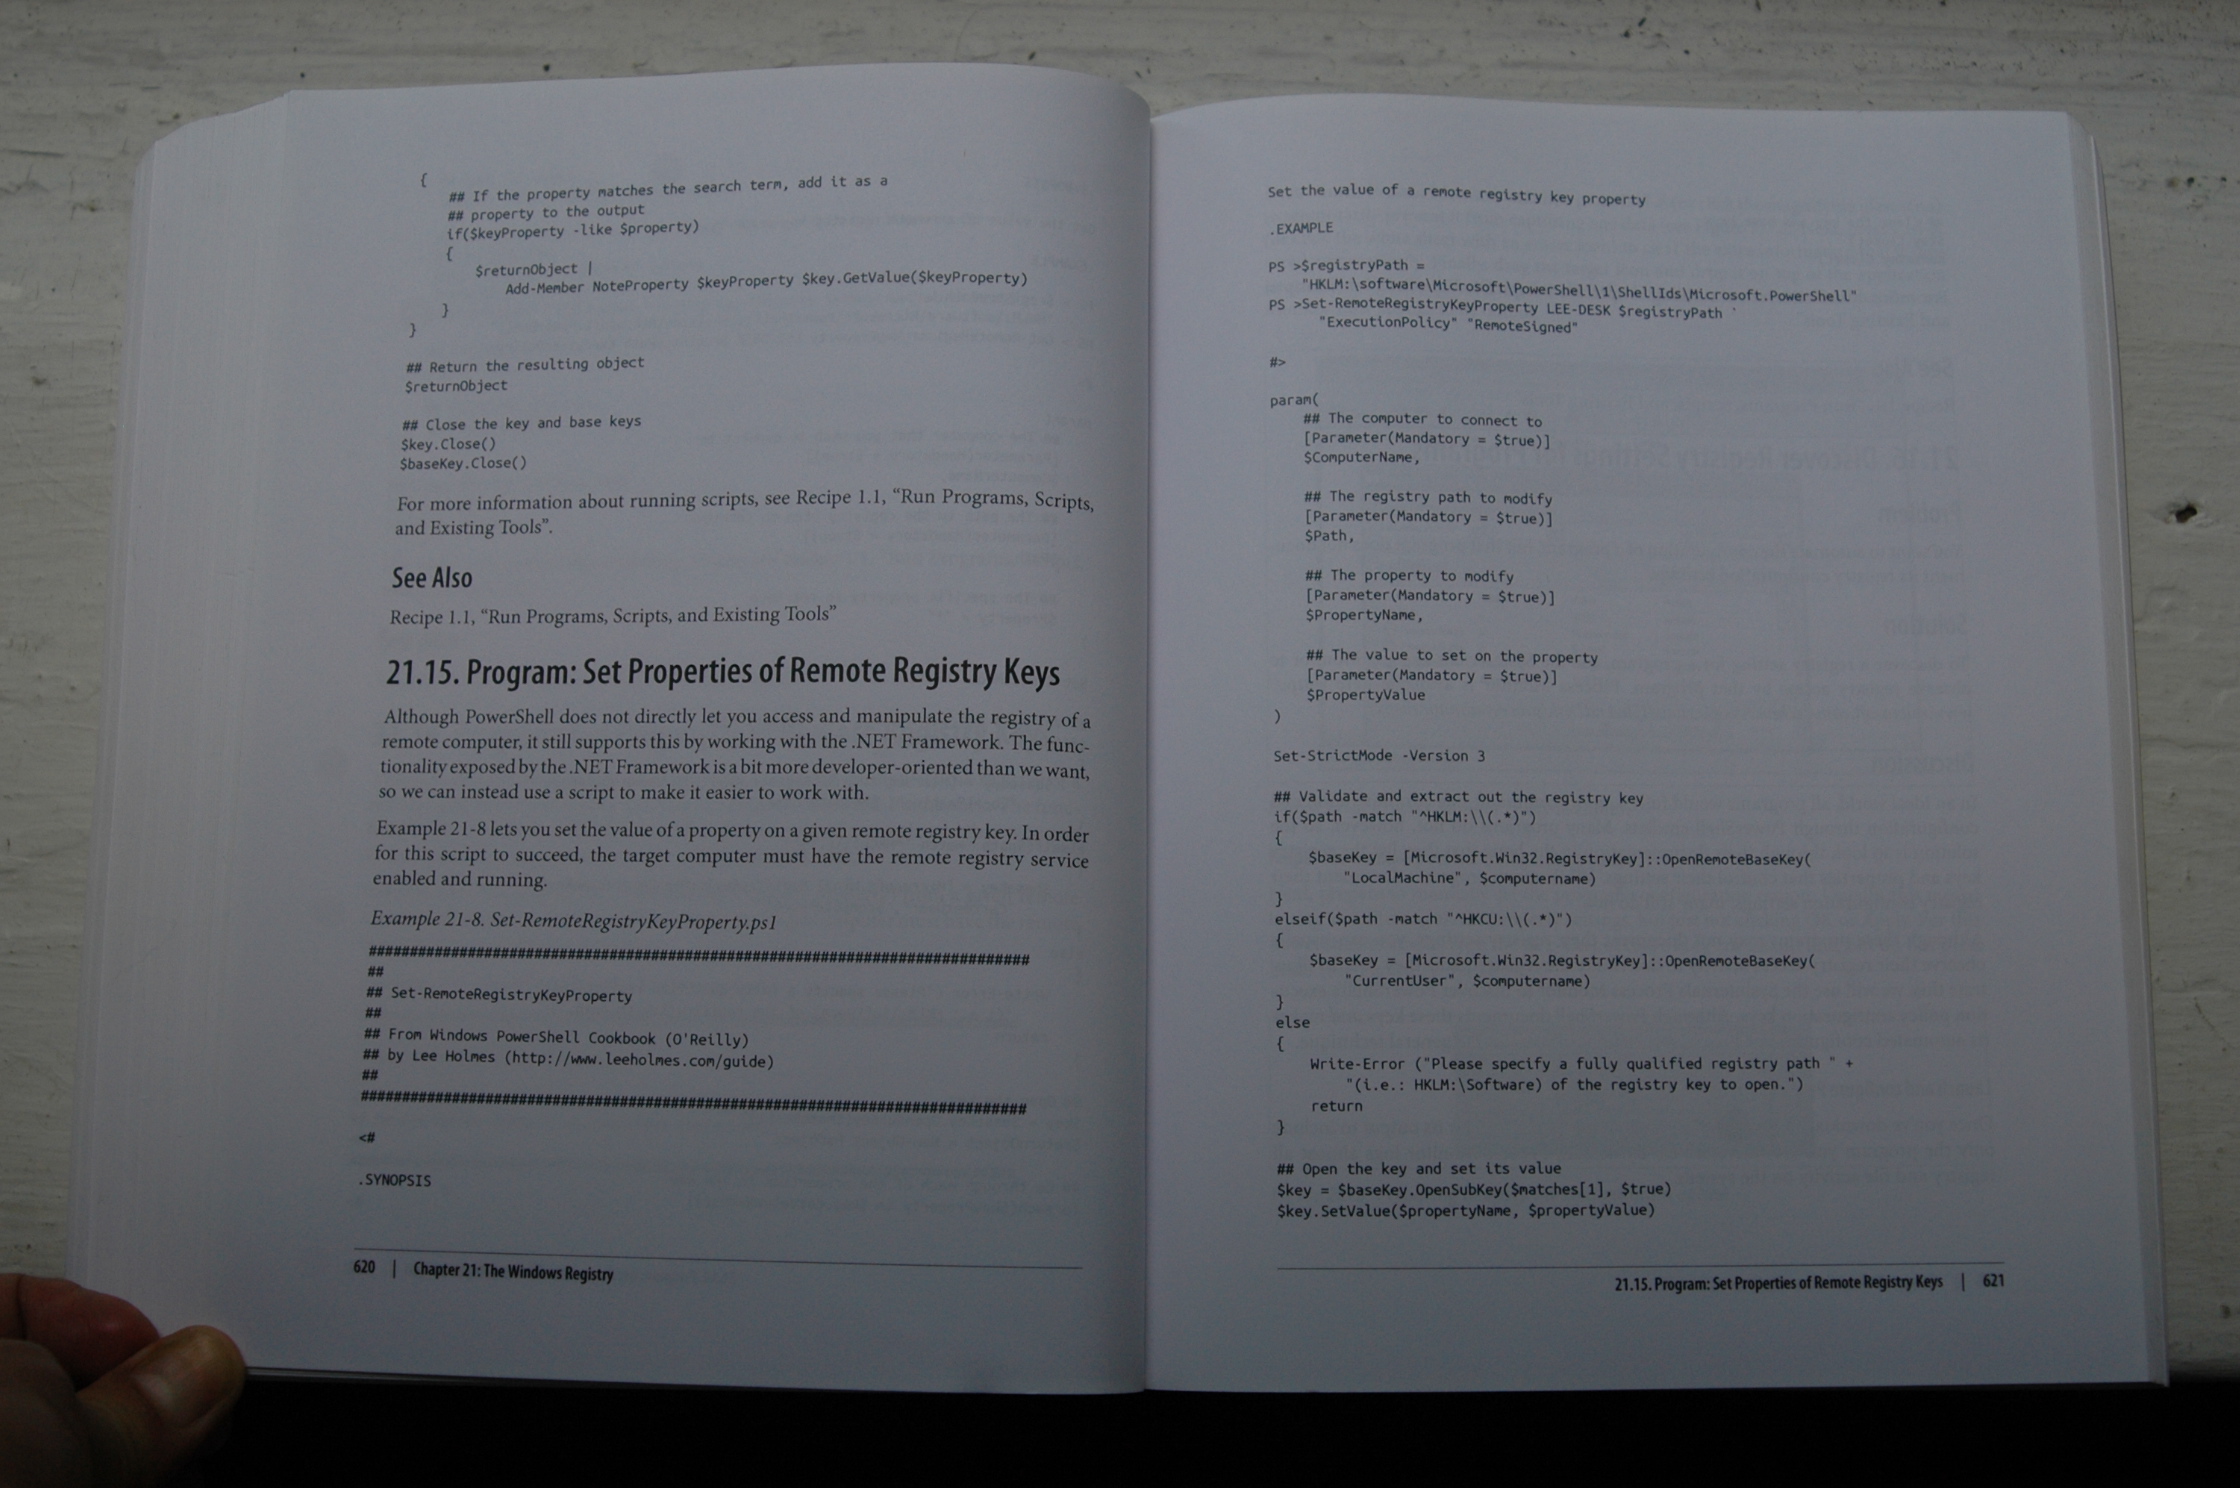 {
## If the property matches the search term, add it as a
## property to the output
if($keyProperty -like $property)
{
$returnObject |
Add-Member NoteProperty $keyProperty $key.GetValue($keyProperty)
}
}
## Return the resulting object
$returnObject
## Close the key and base keys
$key.Close()
$baseKey.Close()
For more information about running scripts, see Recipe 1.1, “Run Programs, Scripts,
and Existing Tools”.
See Also
Recipe 1.1, “Run Programs, Scripts, and Existing Tools”
21.15. Program: Set Properties of Remote Registry Keys
Although PowerShell does not directly let you access and manipulate the registry of a
remote computer, it still supports this by working with the .NET Framework. The func-
tionality exposed by the .NET Framework is a bit more developer-oriented than we want,
so we can instead use a script to make it easier to work with.
Example 21-8 lets you set the value of a property on a given remote registry key. In order
for this script to succeed, the target computer must have the remote registry service
enabled and running.
Example 21-8. Set-RemoteRegistryKeyProperty.ps1
##############################################################################
##
## Set-RemoteRegistryKeyProperty
##
## From Windows PowerShell Cookbook (O'Reilly)
## by Lee Holmes (http://www.leeholmes.com/guide)
##
##############################################################################
<#
.SYNOPSIS
620 | Chapter 21: The Windows Registry
Set the value of a remote registry key property
.EXAMPLE
PS >$registryPath =
"HKLM:\software\Microsoft\PowerShell\1\ShellIds\Microsoft.PowerShell"
PS >Set-RemoteRegistryKeyProperty LEE-DESK $registryPath `
"ExecutionPolicy" "RemoteSigned"
#>
param(
## The computer to connect to
[Parameter(Mandatory = $true)]
$ComputerName,
## The registry path to modify
[Parameter(Mandatory = $true)]
$Path,
## The property to modify
[Parameter(Mandatory = $true)]
$PropertyName,
## The value to set on the property
[Parameter(Mandatory = $true)]
$PropertyValue
)
Set-StrictMode -Version 3
## Validate and extract out the registry key
if($path -match "^HKLM:\\(.*)")
{
$baseKey = [Microsoft.Win32.RegistryKey]::OpenRemoteBaseKey(
"LocalMachine", $computername)
}
elseif($path -match "^HKCU:\\(.*)")
{
$baseKey = [Microsoft.Win32.RegistryKey]::OpenRemoteBaseKey(
"CurrentUser", $computername)
}
else
{
Write-Error ("Please specify a fully qualified registry path " +
"(i.e.: HKLM:\Software) of the registry key to open.")
return
}
## Open the key and set its value
$key = $baseKey.OpenSubKey($matches[1], $true)
$key.SetValue($propertyName, $propertyValue)
21.15. Program: Set Properties of Remote Registry Keys | 621